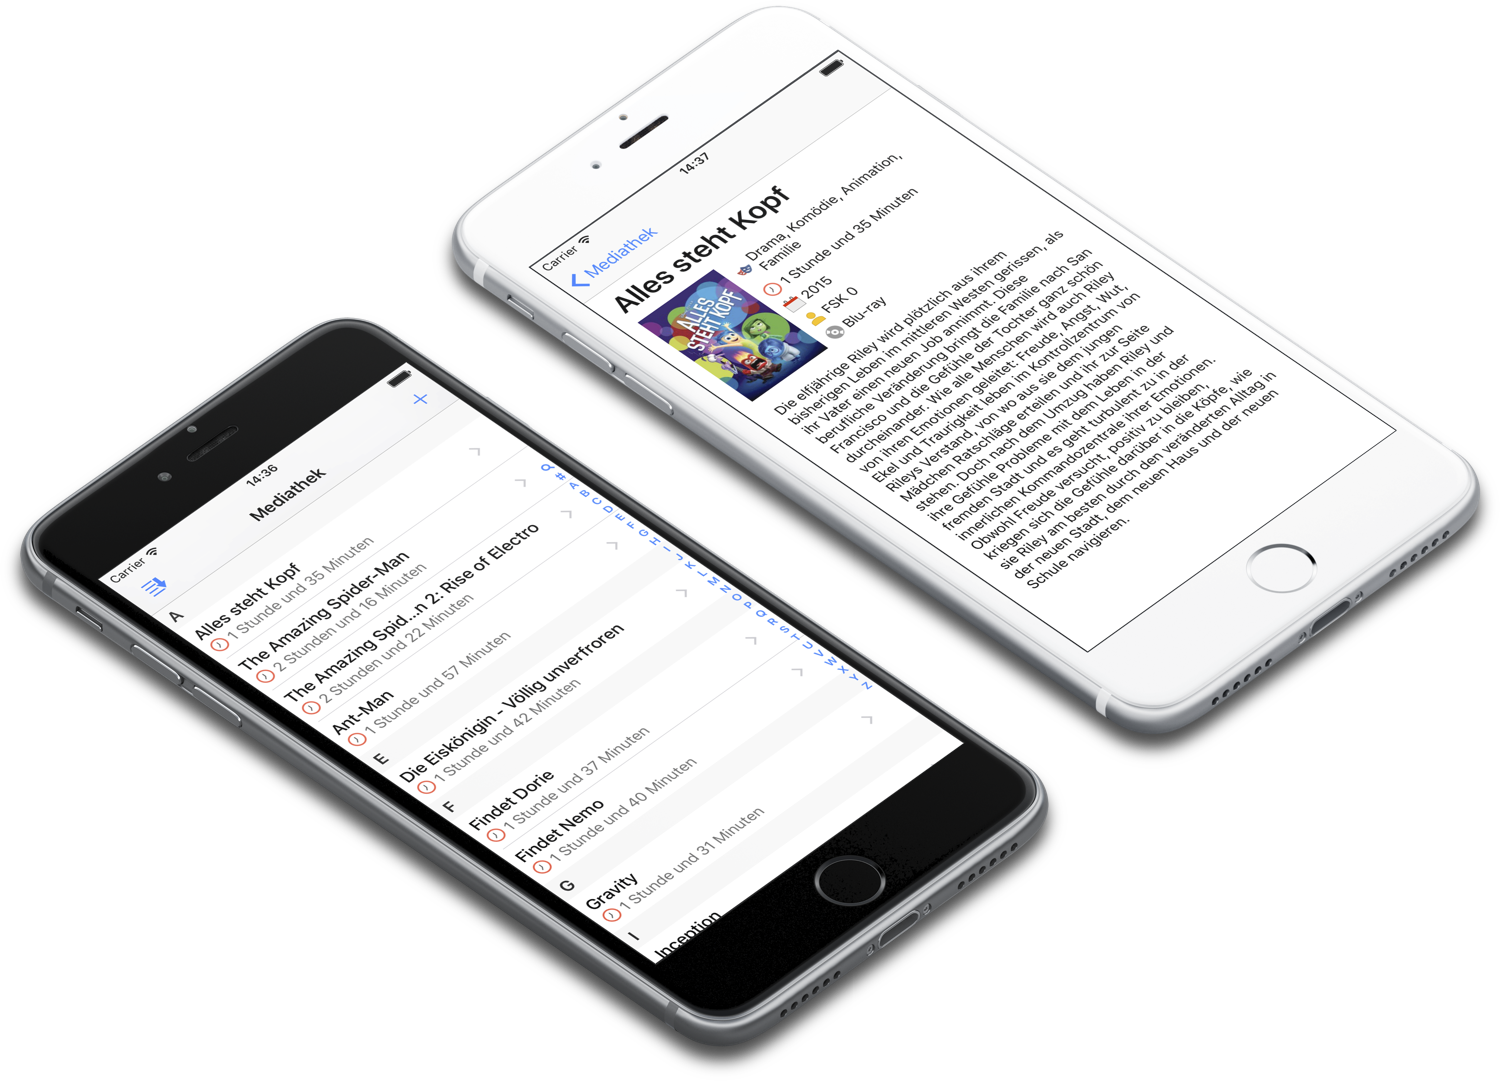 Carrier
14:36
Mediathek
A
Alles steht Kopf
1 Stunde und 35 Minuten
The Amazing Spider-Man
2 Stunden und 16 Minuten
The Amazing Spid...n 2: Rise of Electro
2 Stunden und 22 Minuten
Ant-Man
1 Stunde und 57 Minuten
E
Die Eiskönigin - Völlig unverfroren
1 Stunde und 42 Minuten
F
Findet Dorie
1 Stunde und 37 Minuten
Findet Nemo
1 Stunde und 40 Minuten
G
Gravity
1 Stunde und 31 Minuten
I
Inception
#
A
B
C
D
E
F
G
H
I
J
K
L
M
N
O
P
Q
R
S
T
U
V
W
X
Y
Z
Carrier
14:37
Mediathek
Alles steht Kopf
ALLES
STEHT KOPF
Drama, Komödie, Animation,
Familie
1 Stunde und 35 Minuten
2015
FSK 0
Blu-ray
Die elfjährige Riley wird plötzlich aus ihrem
bisherigen Leben im mittleren Westen gerissen, als
ihr Vater einen neuen Job annimmt. Diese
berufliche Veränderung bringt die Familie nach San
Francisco und die Gefühle der Tochter ganz schön
durcheinander. Wie alle Menschen wird auch Riley
von ihren Emotionen geleitet: Freude, Angst, Wut,
Ekel und Traurigkeit leben im Kontrollzentrum von
Rileys Verstand, von wo aus sie dem jungen
Mädchen Ratschläge erteilen und ihr zur Seite
stehen. Doch nach dem Umzug haben Riley und
ihre Gefühle Probleme mit dem Leben in der
fremden Stadt und es geht turbulent zu in der
innerlichen Kommandozentrale ihrer Emotionen.
Obwohl Freude versucht, positiv zu bleiben,
kriegen sich die Gefühle darüber in die Köpfe, wie
sie Riley am besten durch den veränderten Alltag in
der neuen Stadt, dem neuen Haus und der neuen
Schule navigieren.